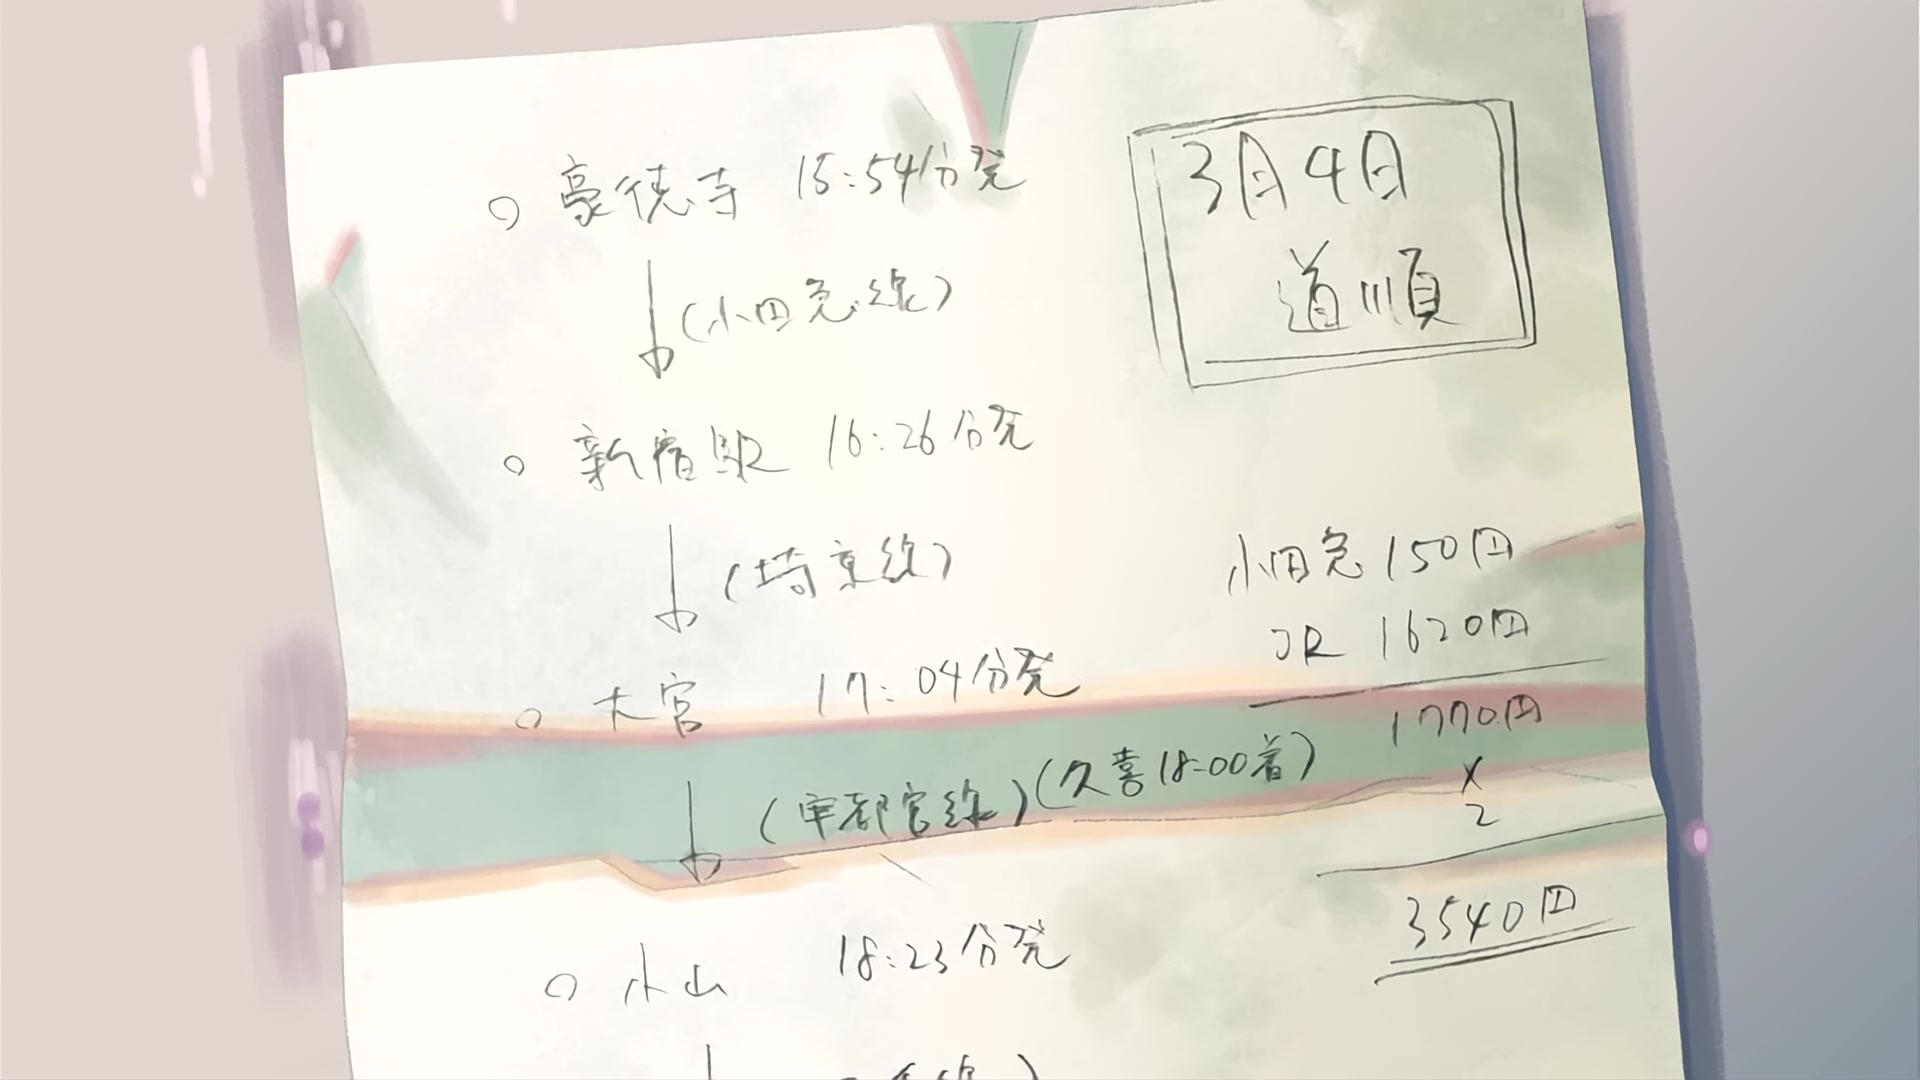 3月4日
道順
○ 豪徳寺 15:54分発
↓(小田急線)
○ 新宿駅 16:26分発
↓(埼京線)
○ 大宮 17:04分発
↓(宇都宮線)(久喜18:00着)
○ 小山 18:23分発
小田急150円
JR 1620円
1770円
×
2
3540円